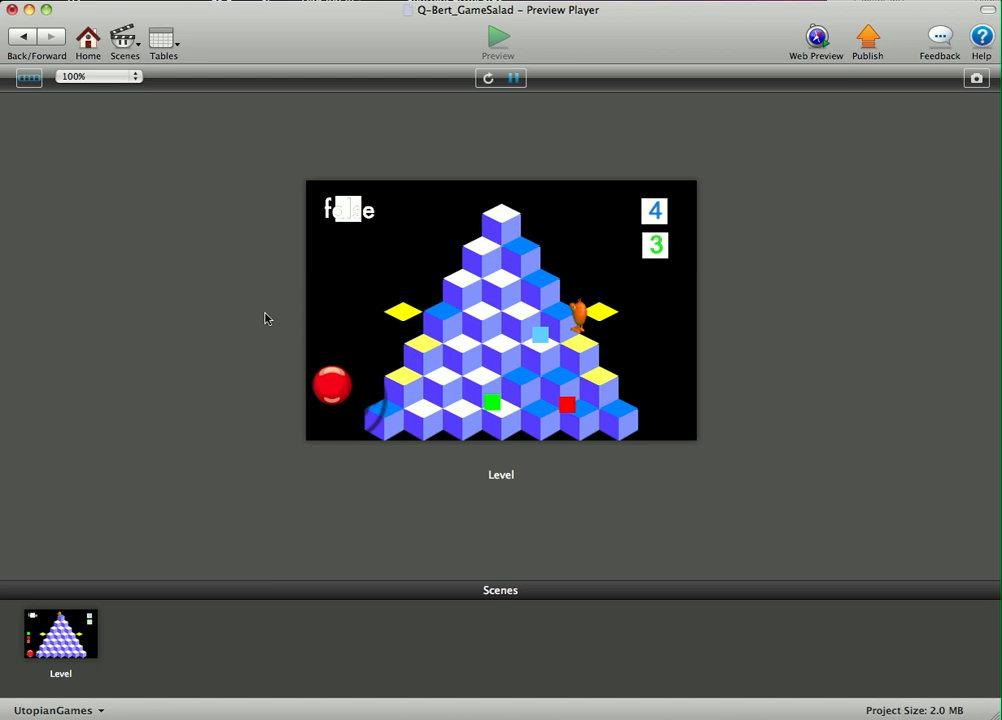 Q-Bert_GameSalad - Preview Player
Back/Forward Home Scenes Tables Preview Web Preview Publish Feedback Help
100%
4
3
Level
Scenes
Level
UtopianGames Project Size: 2.0 MB